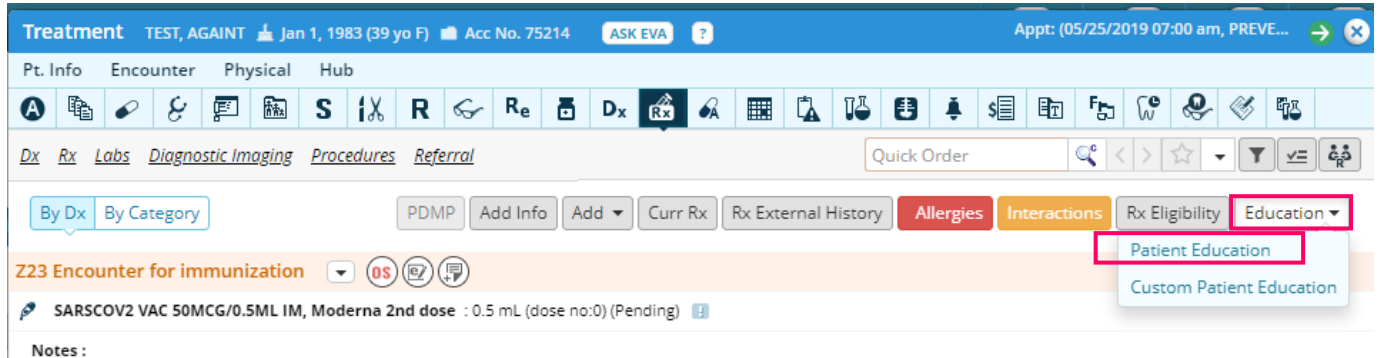 Treatment TEST, AGAINT Jan 1, 1983 (39 yo F) Acc No. 75214 ASK EVA ? Appt: (05/25/2019 07:00 am, PREVE...
Pt. Info Encounter Physical Hub
A S R Re Dx Rx A $ T F
Dx Rx Labs Diagnostic Imaging Procedures Referral Quick Order
By Dx By Category PDMP Add Info Add Curr Rx Rx External History Allergies Interactions Rx Eligibility Education
Patient Education
Z23 Encounter for immunization OS
Custom Patient Education
SARSCOV2 VAC 50MCG/0.5ML IM, Moderna 2nd dose : 0.5 mL (dose no:0) (Pending)
Notes :